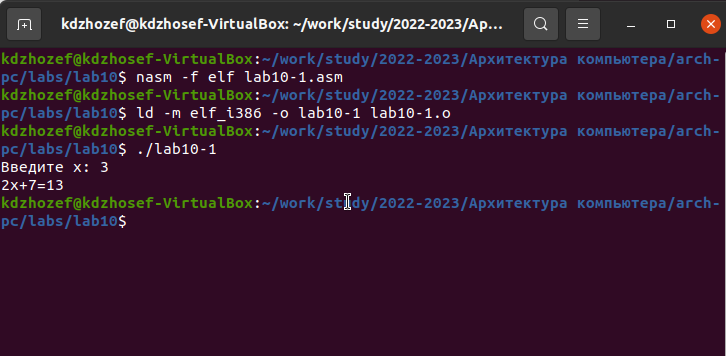 kdzhozef@kdzhosef-VirtualBox: ~/work/study/2022-2023/Ap...
kdzhozef@kdzhosef-VirtualBox:~/work/study/2022-2023/Архитектура компьютера/arch-
pc/labs/lab10$ nasm -f elf lab10-1.asm
kdzhozef@kdzhosef-VirtualBox:~/work/study/2022-2023/Архитектура компьютера/arch-
pc/labs/lab10$ ld -m elf_i386 -o lab10-1 lab10-1.o
kdzhozef@kdzhosef-VirtualBox:~/work/study/2022-2023/Архитектура компьютера/arch-
pc/labs/lab10$ ./lab10-1
Введите x: 3
2x+7=13
kdzhozef@kdzhosef-VirtualBox:~/work/study/2022-2023/Архитектура компьютера/arch-
pc/labs/lab10$